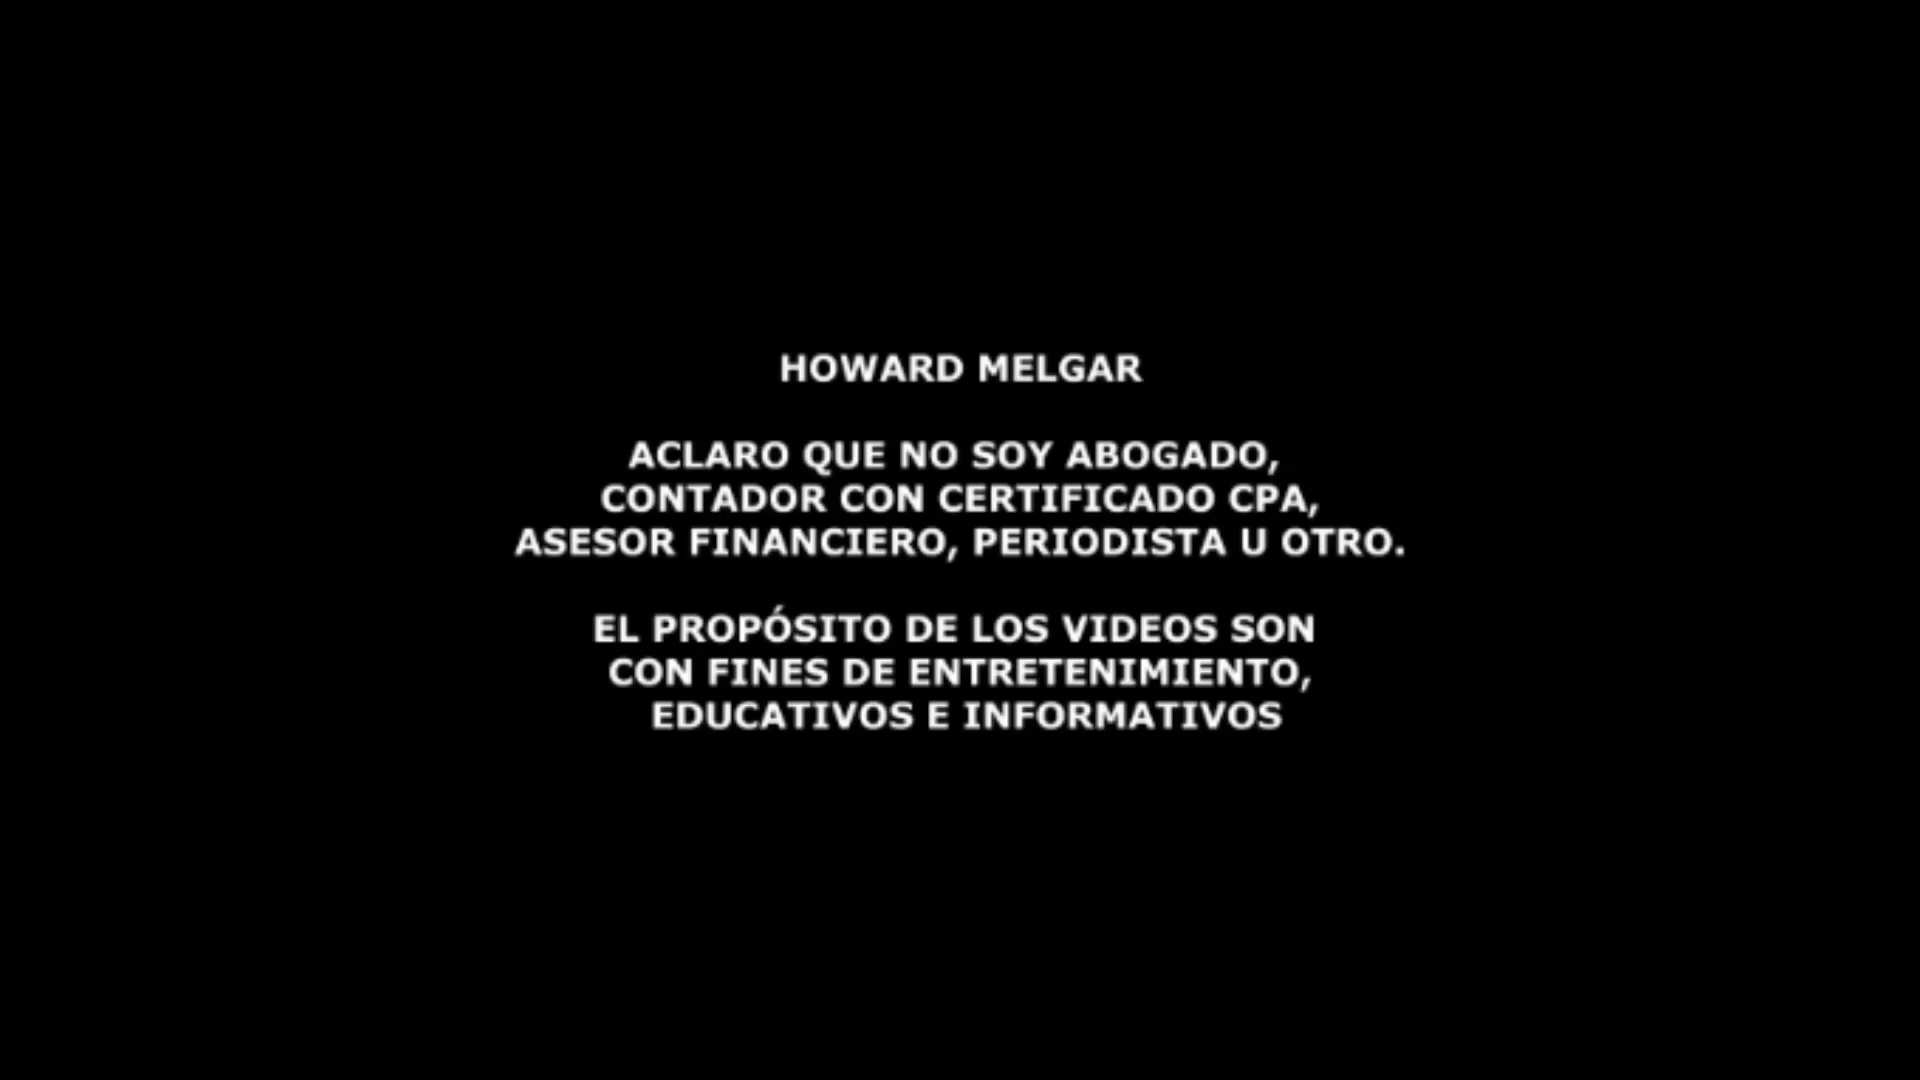 HOWARD MELGAR
ACLARO QUE NO SOY ABOGADO,
CONTADOR CON CERTIFICADO CPA,
ASESOR FINANCIERO, PERIODISTA U OTRO.
EL PROPÓSITO DE LOS VIDEOS SON
CON FINES DE ENTRETENIMIENTO,
EDUCATIVOS E INFORMATIVOS